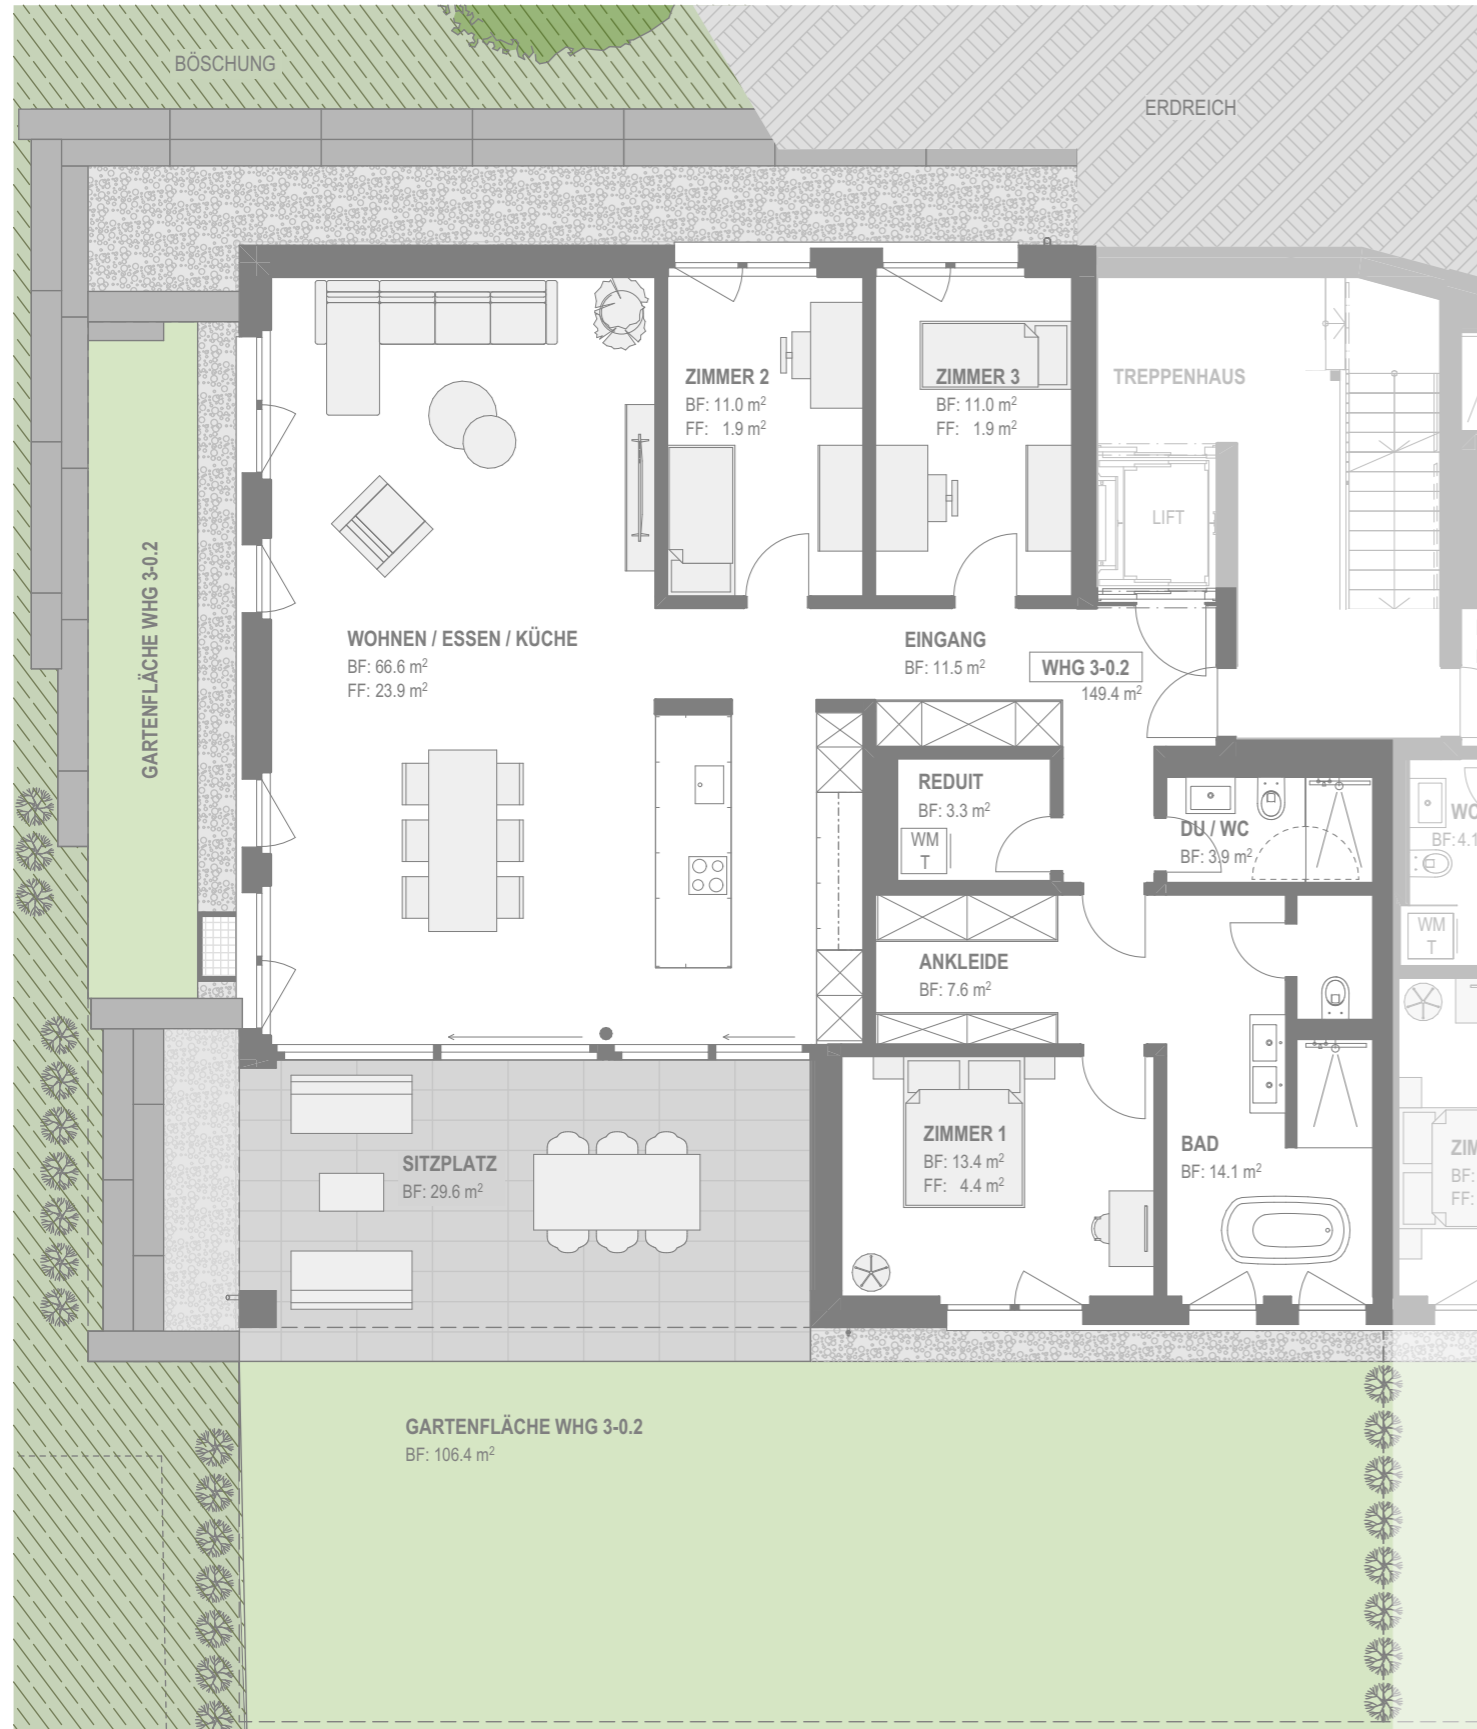 BÖSCHUNG
ERDREICH
ZIMMER 2
BF: 11.0 m²
FF: 1.9 m²
ZIMMER 3
BF: 11.0 m²
FF: 1.9 m²
TREPPENHAUS
LIFT
GARTENFLÄCHE WHG 3-0.2
WOHNEN / ESSEN / KÜCHE
BF: 66.6 m²
FF: 23.9 m²
EINGANG
BF: 11.5 m²
WHG 3-0.2
149.4 m²
REDUIT
BF: 3.3 m²
WM
T
DU / WC
BF: 3.9 m²
WC
BF: 4.1
WM
T
ANKLEIDE
BF: 7.6 m²
ZIMMER 1
BF: 13.4 m²
FF: 4.4 m²
BAD
BF: 14.1 m²
ZIM
BF:
FF:
SITZPLATZ
BF: 29.6 m²
GARTENFLÄCHE WHG 3-0.2
BF: 106.4 m²